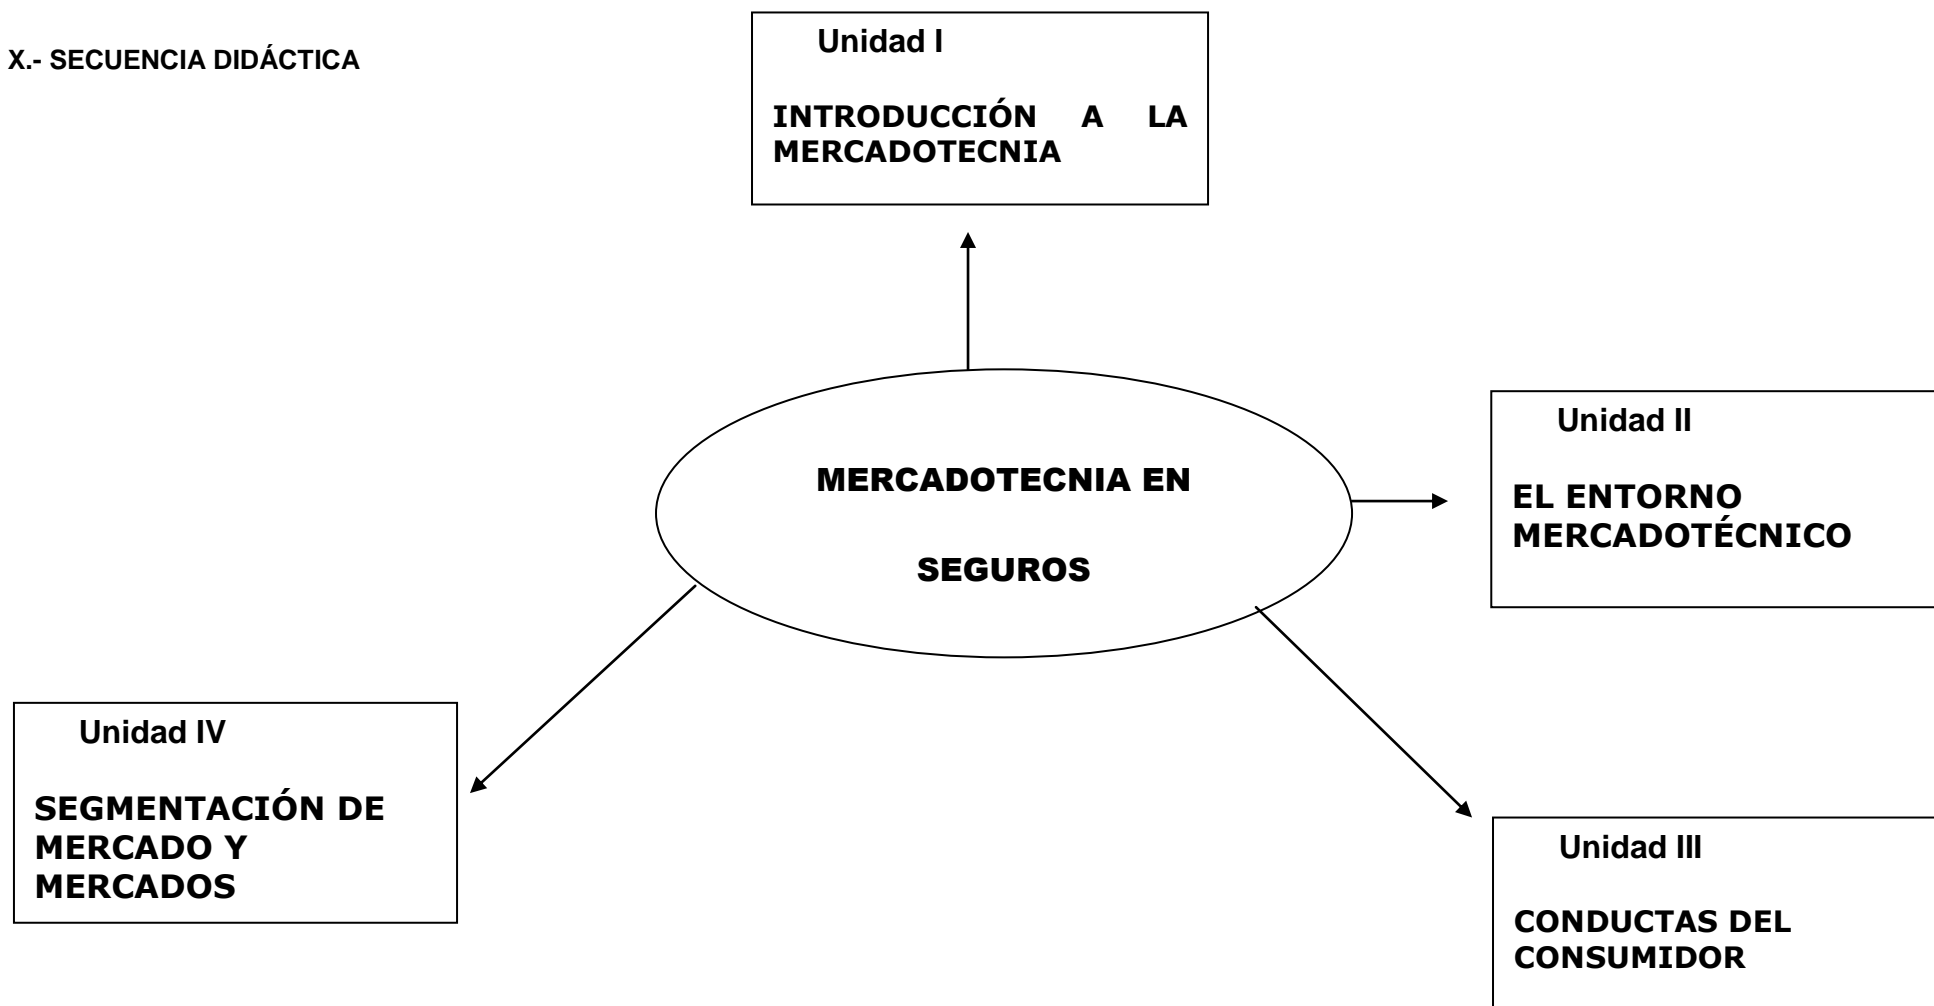 X.- SECUENCIA DIDÁCTICA
Unidad I
INTRODUCCIÓN A LA
MERCADOTECNIA
MERCADOTECNIA EN
SEGUROS
Unidad II
EL ENTORNO
MERCADOTÉCNICO
Unidad III
CONDUCTAS DEL
CONSUMIDOR
Unidad IV
SEGMENTACIÓN DE
MERCADO Y
MERCADOS